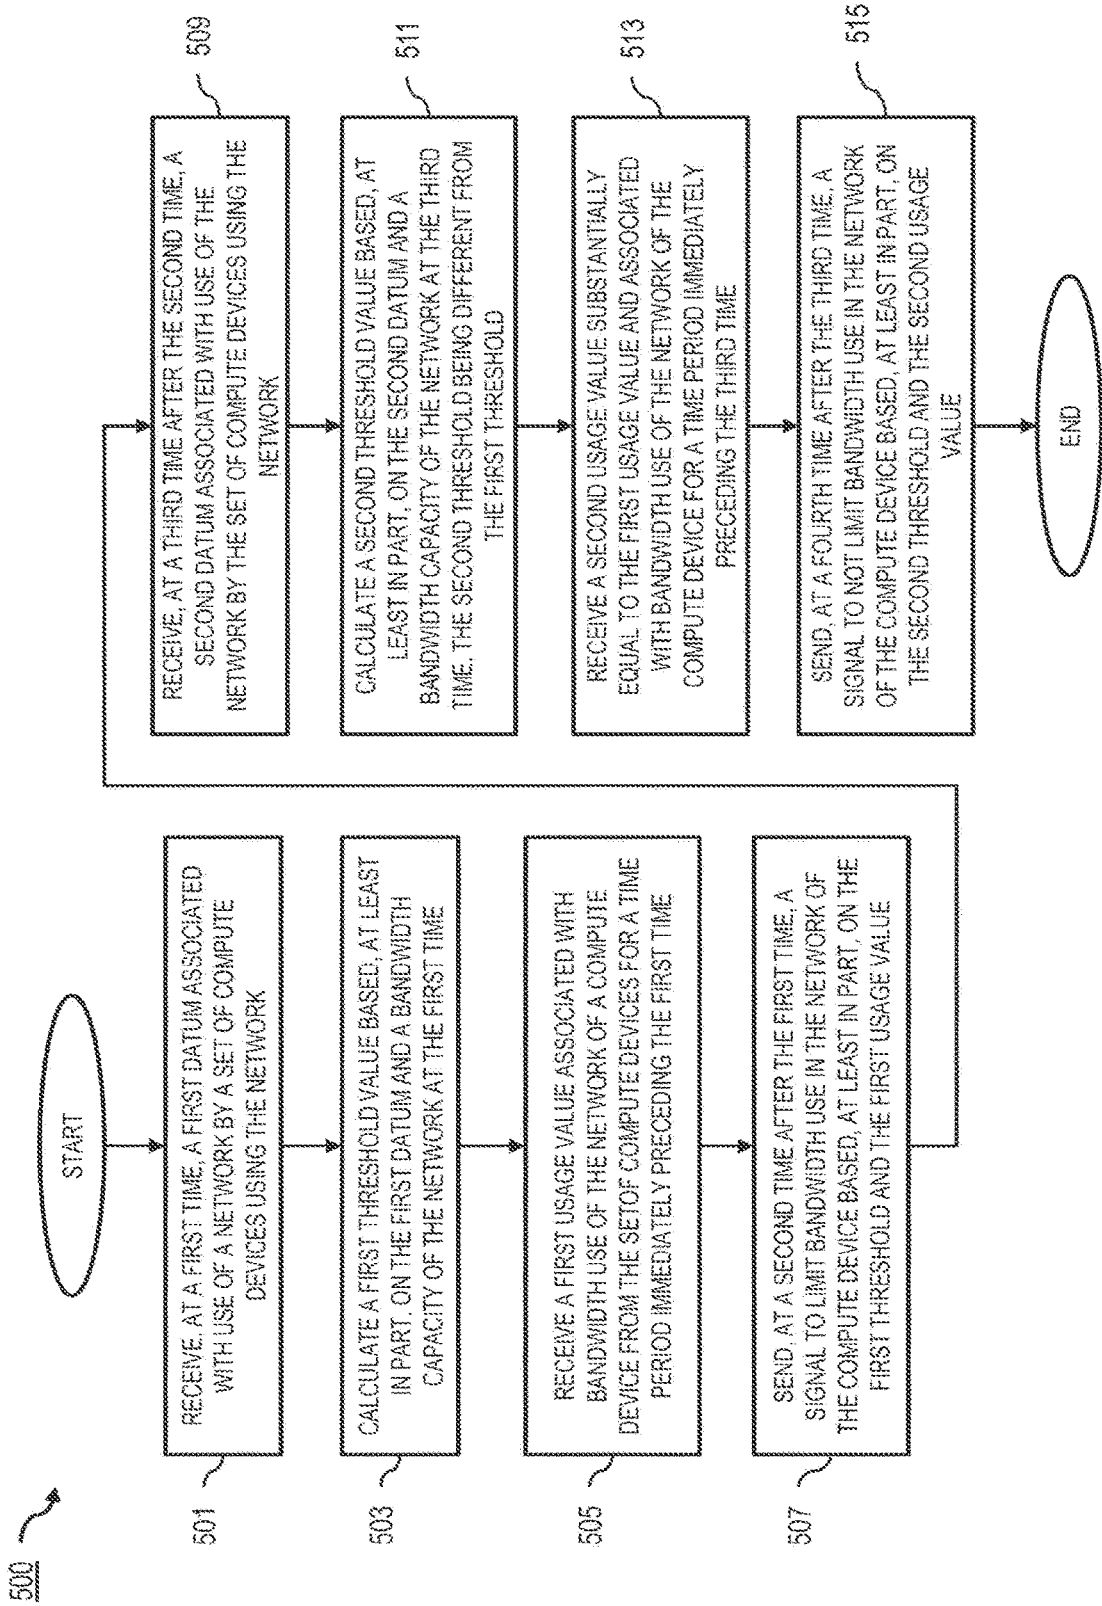 500
START
501
RECEIVE, AT A FIRST TIME, A FIRST DATUM ASSOCIATED
WITH USE OF A NETWORK BY A SET OF COMPUTE
DEVICES USING THE NETWORK
503
CALCULATE A FIRST THRESHOLD VALUE BASED, AT LEAST
IN PART, ON THE FIRST DATUM AND A BANDWIDTH
CAPACITY OF THE NETWORK AT THE FIRST TIME
505
RECEIVE A FIRST USAGE VALUE ASSOCIATED WITH
BANDWIDTH USE OF THE NETWORK OF A COMPUTE
DEVICE FROM THE SETOF COMPUTE DEVICES FOR A TIME
PERIOD IMMEDIATELY PRECEDING THE FIRST TIME
507
SEND, AT A SECOND TIME AFTER THE FIRST TIME, A
SIGNAL TO LIMIT BANDWIDTH USE IN THE NETWORK OF
THE COMPUTE DEVICE BASED, AT LEAST IN PART, ON THE
FIRST THRESHOLD AND THE FIRST USAGE VALUE
509
RECEIVE, AT A THIRD TIME AFTER THE SECOND TIME, A
SECOND DATUM ASSOCIATED WITH USE OF THE
NETWORK BY THE SET OF COMPUTE DEVICES USING THE
NETWORK
511
CALCULATE A SECOND THRESHOLD VALUE BASED, AT
LEAST IN PART, ON THE SECOND DATUM AND A
BANDWIDTH CAPACITY OF THE NETWORK AT THE THIRD
TIME, THE SECOND THRESHOLD BEING DIFFERENT FROM
THE FIRST THRESHOLD
513
RECEIVE A SECOND USAGE VALUE SUBSTANTIALLY
EQUAL TO THE FIRST USAGE VALUE AND ASSOCIATED
WITH BANDWIDTH USE OF THE NETWORK OF THE
COMPUTE DEVICE FOR A TIME PERIOD IMMEDIATELY
PRECEDING THE THIRD TIME
515
SEND, AT A FOURTH TIME AFTER THE THIRD TIME, A
SIGNAL TO NOT LIMIT BANDWIDTH USE IN THE NETWORK
OF THE COMPUTE DEVICE BASED, AT LEAST IN PART, ON
THE SECOND THRESHOLD AND THE SECOND USAGE
VALUE
END